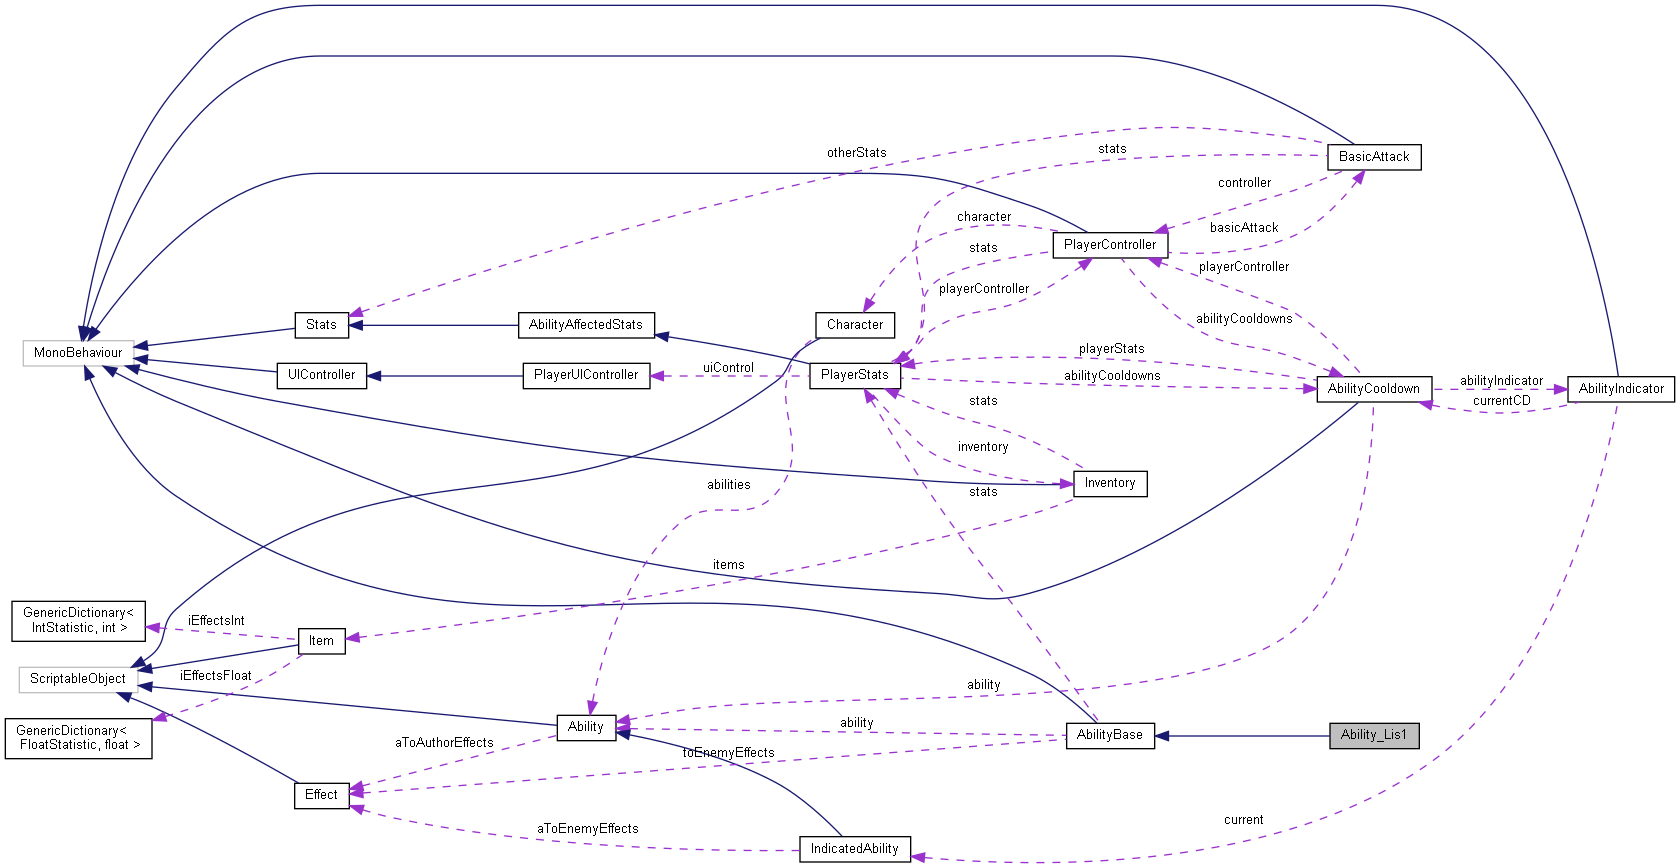 otherStats
stats
BasicAttack
controller
character
basicAttack
PlayerController
stats
playerController
playerController
Stats
AbilityAffectedStats
Character
abilityCooldowns
MonoBehaviour
playerStats
UIController
PlayerUIController
uiControl
PlayerStats
abilityCooldowns
AbilityCooldown
abilityIndicator
currentCD
AbilityIndicator
stats
inventory
abilities
stats
Inventory
items
GenericDictionary<
IntStatistic, int >
iEffectsInt
Item
ScriptableObject
iEffectsFloat
ability
GenericDictionary<
FloatStatistic, float >
Ability
ability
AbilityBase
Ability_Lis1
aToAuthorEffects
toEnemyEffects
Effect
aToEnemyEffects
current
IndicatedAbility